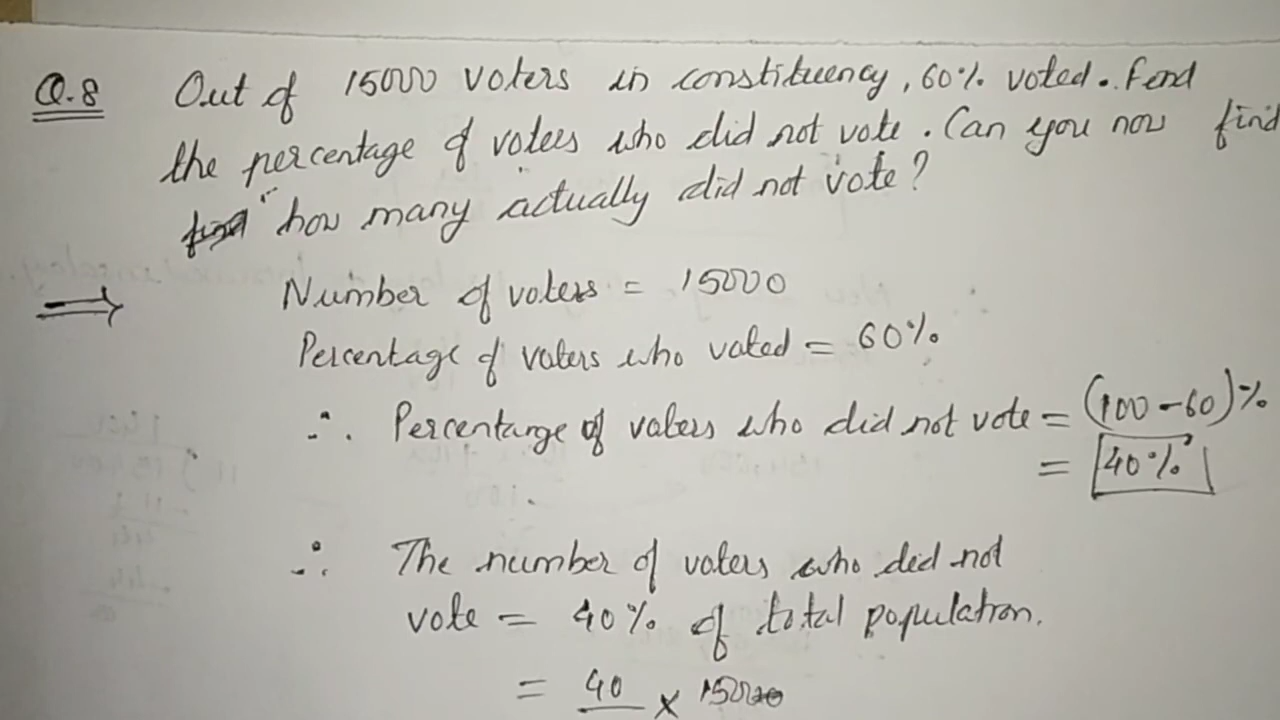 Q.8 Out of 15000 voters in constituency, 60% voted. Find
the percentage of voters who did not vote. Can you now find
how many actually did not vote?
⇒ Number of voters = 15000
Percentage of voters who voted = 60%
∴ Percentange of voters who did not vote = (100-60)%
= 40%
∴ The number of voters who did not
vote = 40% of total population.
= 40 × 15000